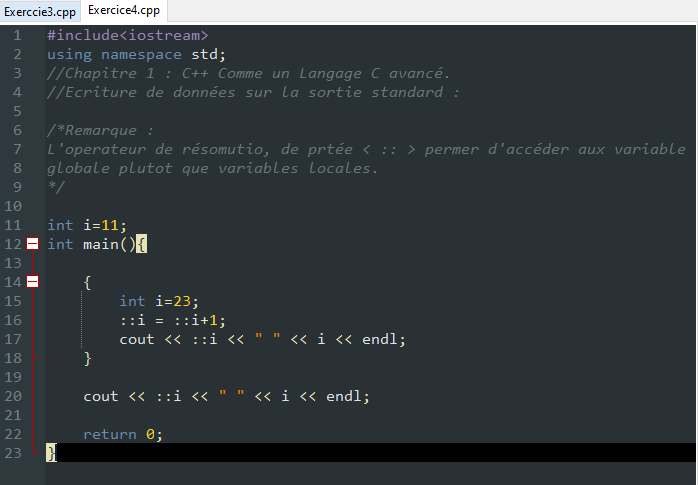 Exerccie3.cpp Exercice4.cpp
1 #include<iostream>
2 using namespace std;
3 //Chapitre 1 : C++ Comme un Langage C avancé.
4 //Ecriture de données sur la sortie standard :
5
6 /*Remarque :
7 L'operateur de résomutio, de prtée < :: > permer d'accéder aux variable
8 globale plutot que variables locales.
9 */
10
11 int i=11;
12 int main(){
13
14 {
15 int i=23;
16 ::i = ::i+1;
17 cout << ::i << " " << i << endl;
18 }
19
20 cout << ::i << " " << i << endl;
21
22 return 0;
23 }